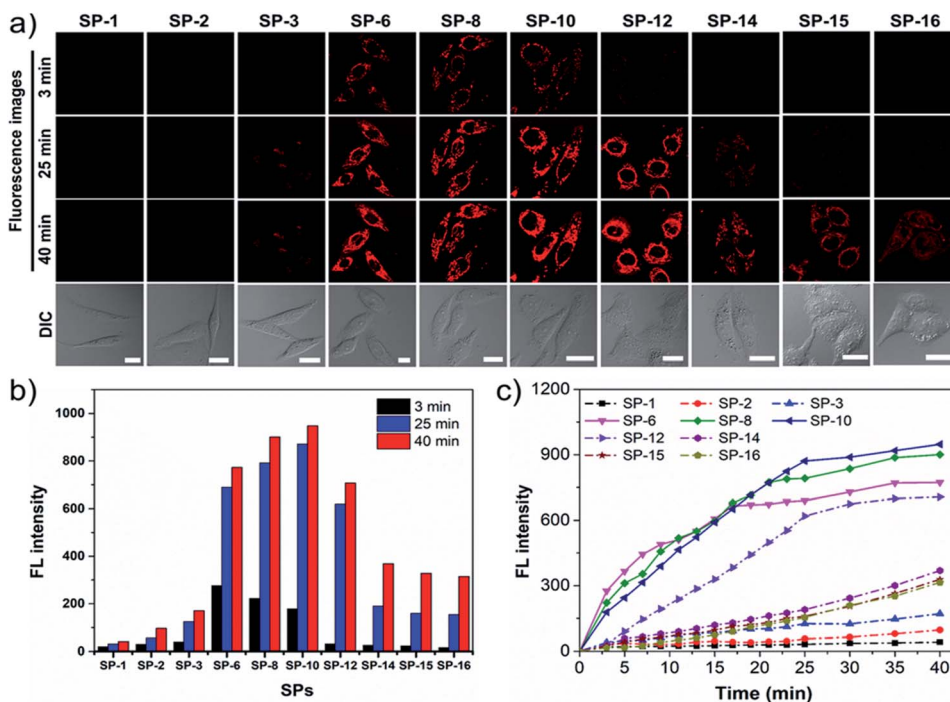 a)
SP-1 SP-2 SP-3 SP-6 SP-8 SP-10 SP-12 SP-14 SP-15 SP-16
Fluorescence images
3 min
25 min
40 min
DIC
b)
FL intensity
1000
800
600
400
200
0
3 min
25 min
40 min
SP-1 SP-2 SP-3 SP-6 SP-8 SP-10 SP-12 SP-14 SP-15 SP-16
SPs
c)
FL intensity
1200
900
600
300
0
SP-1 SP-2 SP-3
SP-6 SP-8 SP-10
SP-12 SP-14
SP-15 SP-16
0 5 10 15 20 25 30 35 40
Time (min)